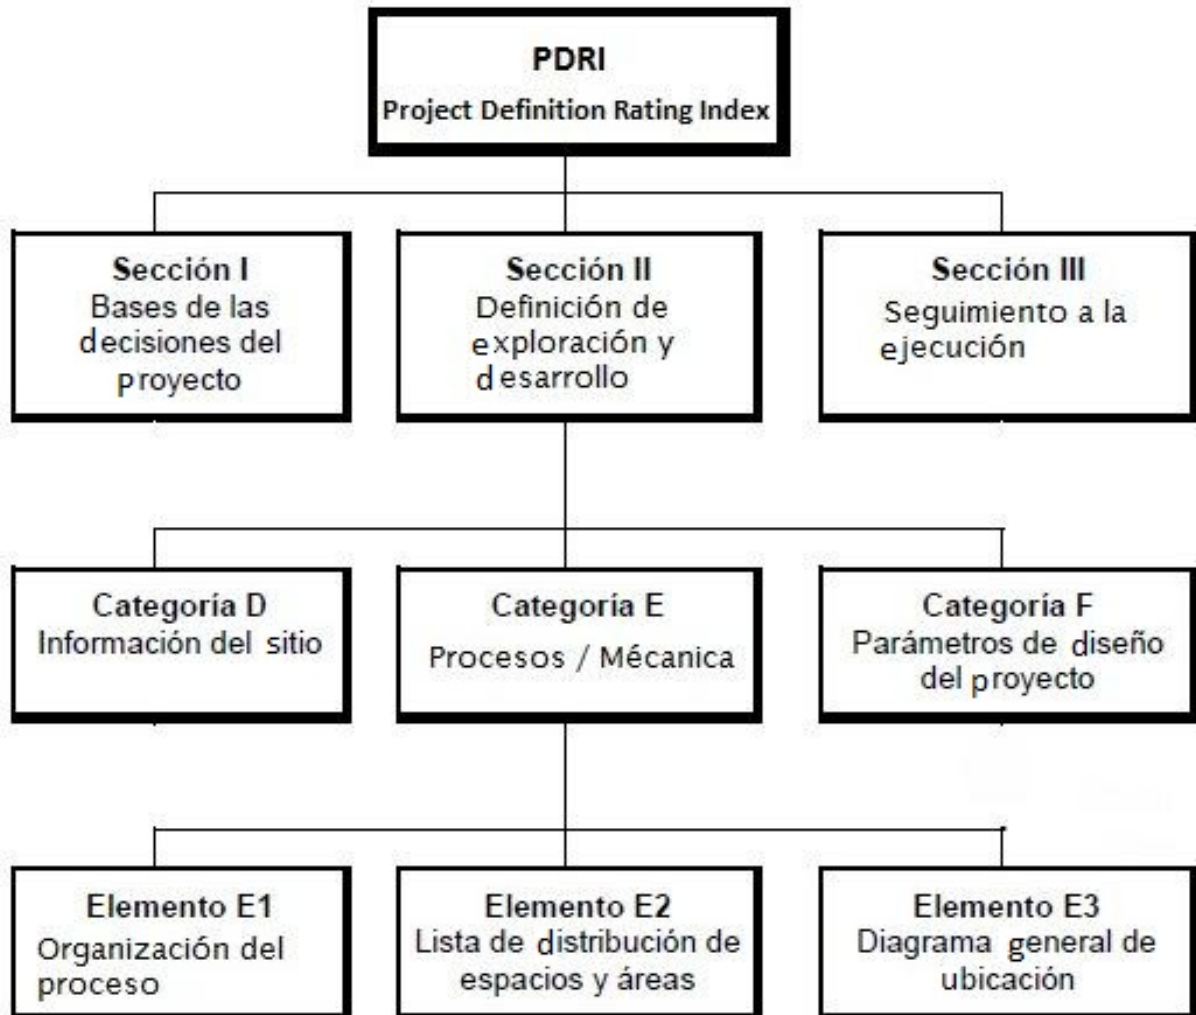 PDRI
Project Definition Rating Index
Sección I
Bases de las
decisiones del
proyecto
Sección II
Definición de
exploración y
desarrollo
Sección III
Seguimiento a la
ejecución
Categoría D
Información del sitio
Categoría E
Procesos / Mécanica
Categoría F
Parámetros de diseño
del proyecto
Elemento E1
Organización del
proceso
Elemento E2
Lista de distribución de
espacios y áreas
Elemento E3
Diagrama general de
ubicación